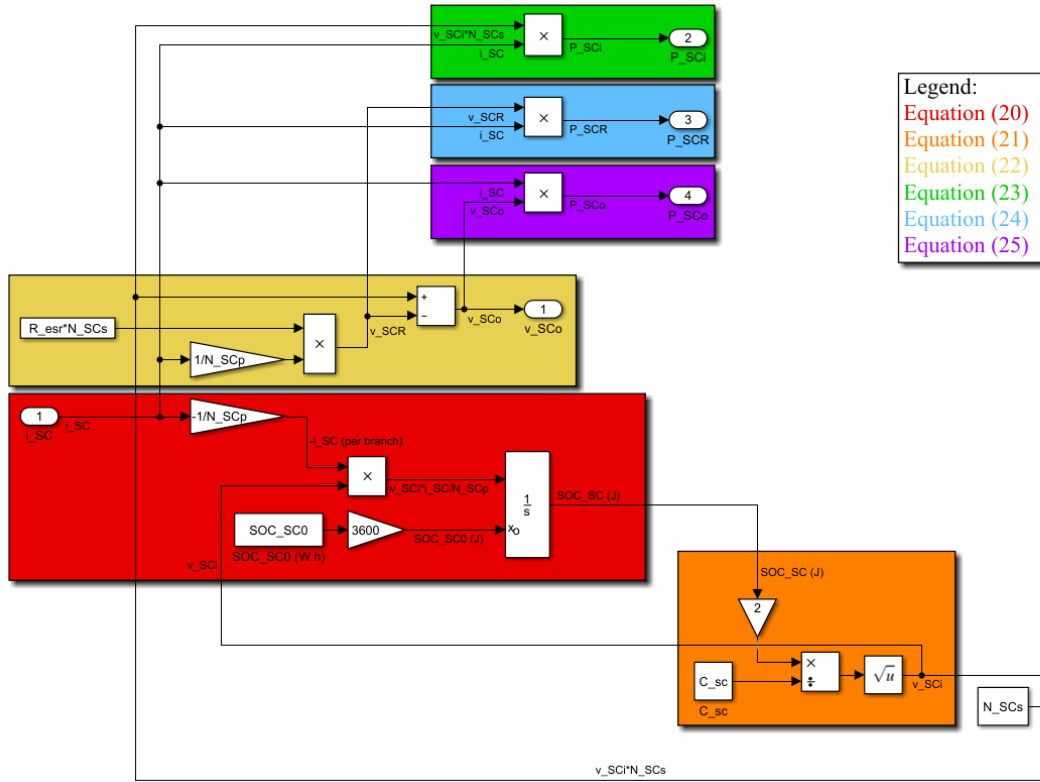 v_SCi*N_SCs
i_SC
×
P_SCi
2
P_SCi
v_SCR
i_SC
×
P_SCR
3
P_SCR
i_SC
v_SCo
×
P_SCo
4
P_SCo
Legend:
Equation (20)
Equation (21)
Equation (22)
Equation (23)
Equation (24)
Equation (25)
R_esr*N_SCs
1/N_SCp
×
v_SCR
+
−
v_SCo
1
v_SCo
1
i_SC
i_SC
-1/N_SCp
-i_SC (per branch)
×
v_SCi*i_SC/N_SCp
1
s
xo
SOC_SC (J)
SOC_SC0
SOC_SC0 (W h)
3600
SOC_SC0 (J)
v_SCi
SOC_SC (J)
2
C_sc
C_sc
×
÷
√u
v_SCi
N_SCs
v_SCi*N_SCs